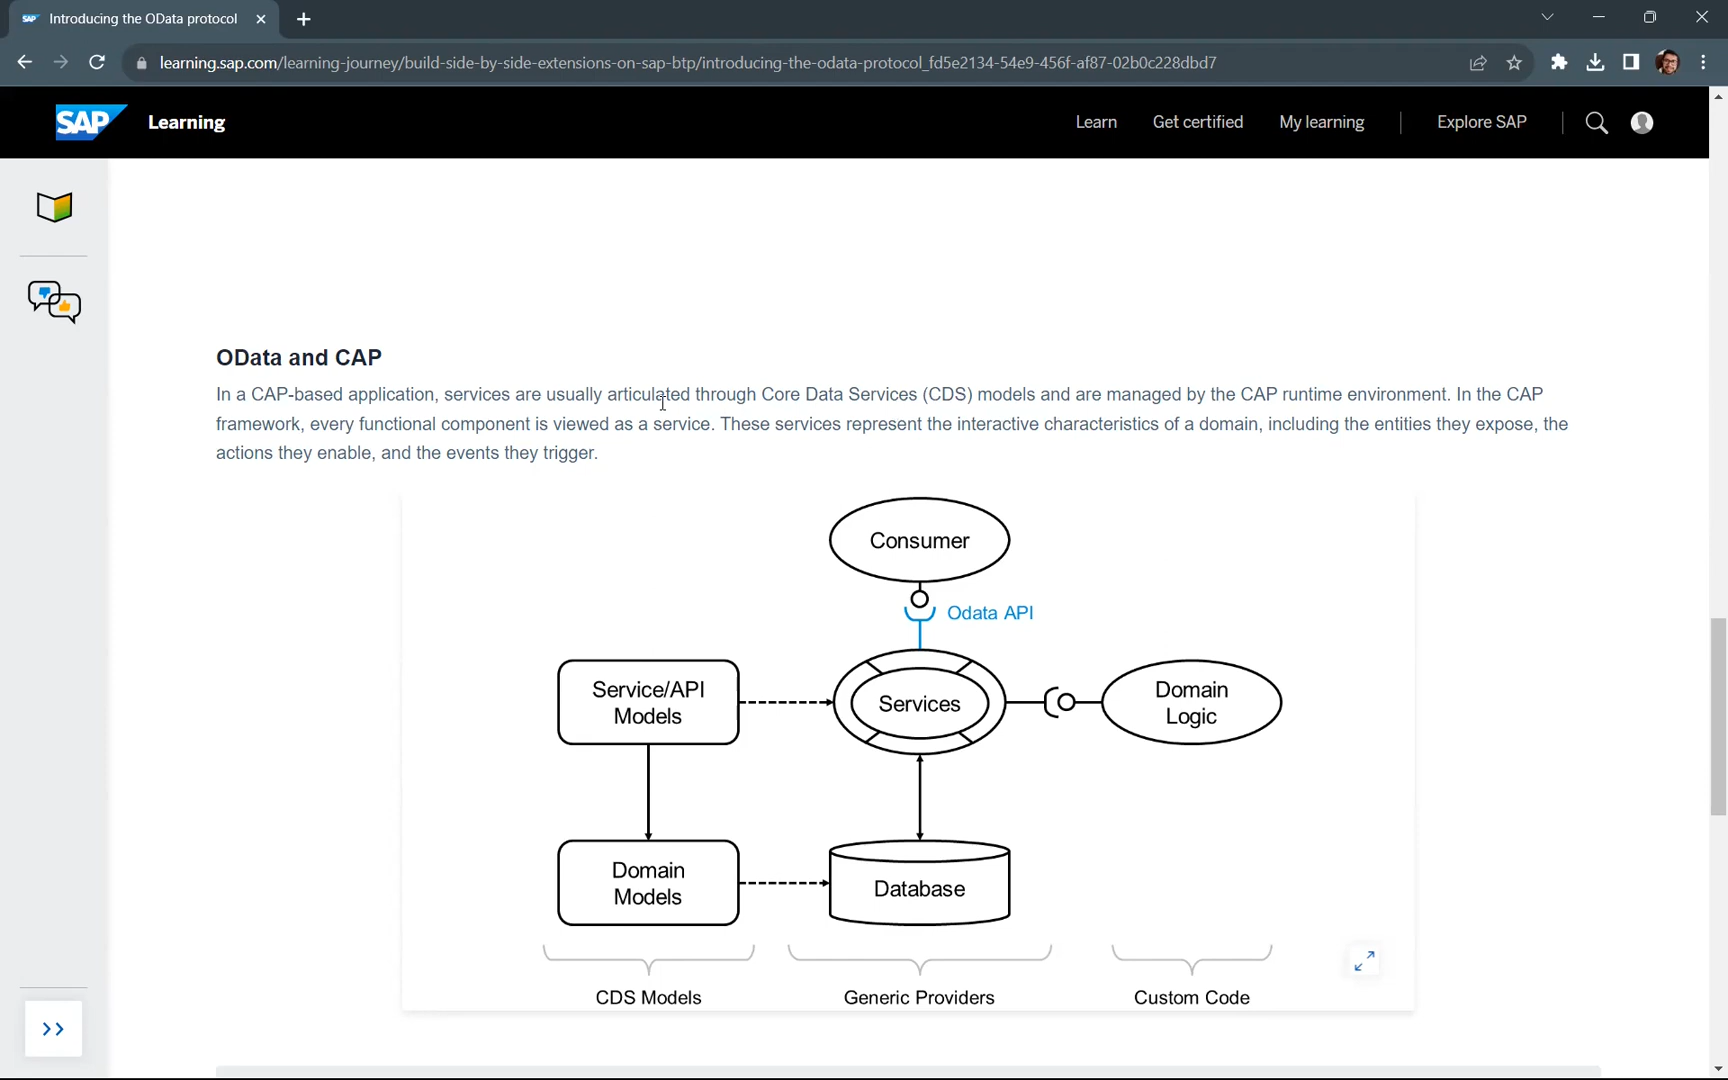 SAP Introducing the OData protocol
learning.sap.com/learning-journey/build-side-by-side-extensions-on-sap-btp/introducing-the-odata-protocol_fd5e2134-54e9-456f-af87-02b0c228dbd7
SAP Learning
Learn Get certified My learning Explore SAP
OData and CAP
In a CAP-based application, services are usually articulated through Core Data Services (CDS) models and are managed by the CAP runtime environment. In the CAP
framework, every functional component is viewed as a service. These services represent the interactive characteristics of a domain, including the entities they expose, the
actions they enable, and the events they trigger.
Consumer
Odata API
Service/API
Models
Services
Domain
Logic
Domain
Models
Database
CDS Models
Generic Providers
Custom Code